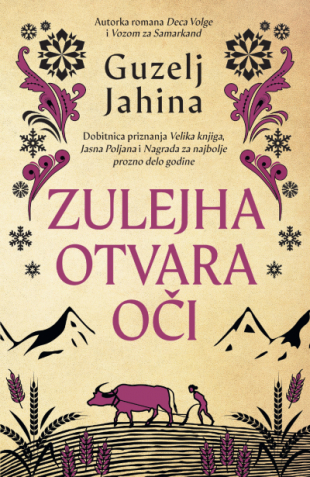 Autorka romana Deca Volge
i Vozom za Samarkand
Guzelj
Jahina
Dobitnica priznanja Velika knjiga,
Jasna Poljana i Nagrada za najbolje
prozno delo godine
ZULEJHA
OTVARA
OČI